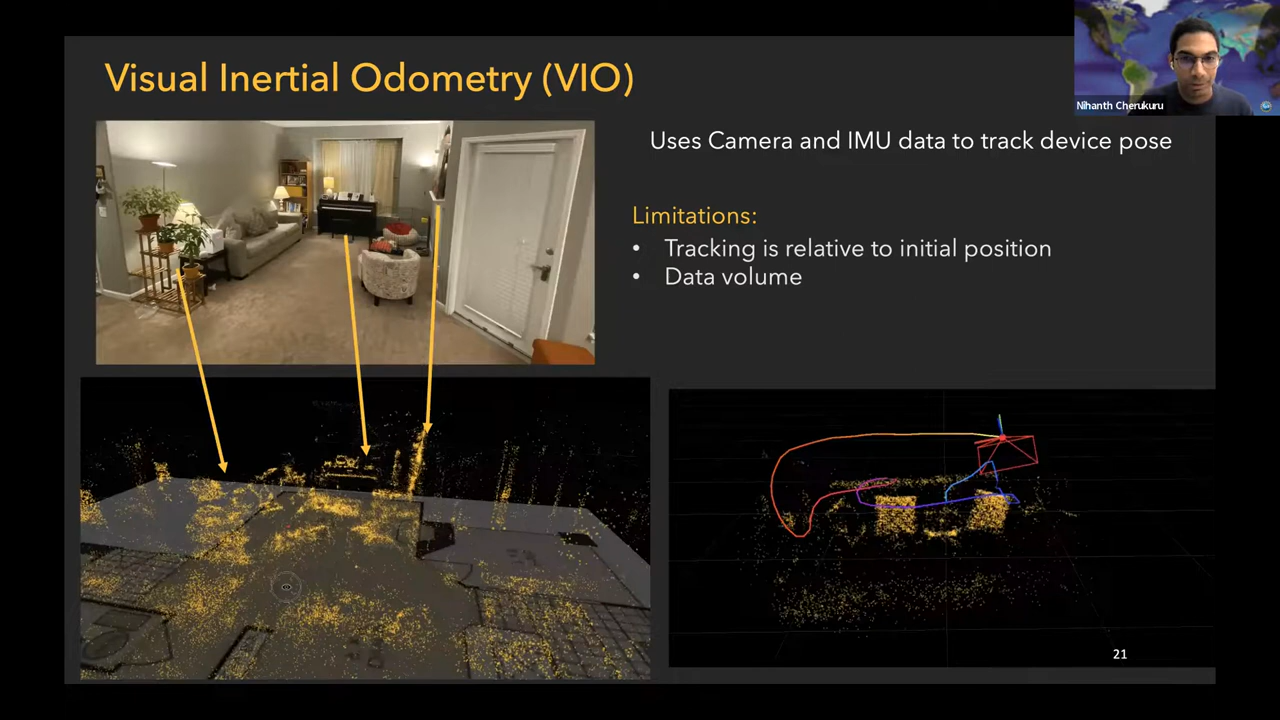 Visual Inertial Odometry (VIO)
Nihanth Cherukuru
Uses Camera and IMU data to track device pose
Limitations:
• Tracking is relative to initial position
• Data volume
21